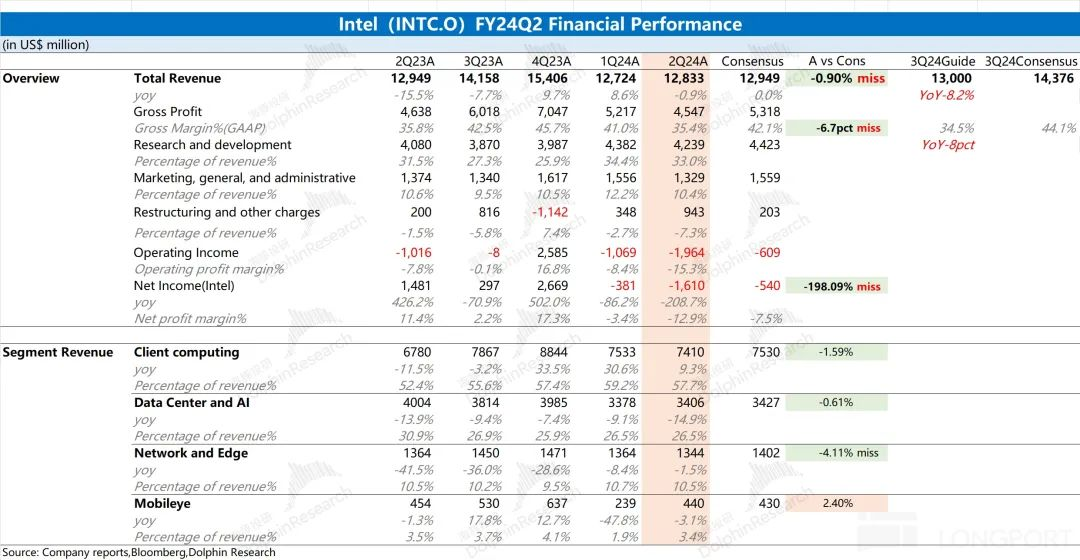 Intel（INTC.O）FY24Q2 Financial Performance
(in US$ million)
2Q23A 3Q23A 4Q23A 1Q24A 2Q24A Consensus A vs Cons 3Q24Guide 3Q24Consensus
Overview Total Revenue 12,949 14,158 15,406 12,724 12,833 12,949 -0.90% miss 13,000 14,376
yoy -15.5% -7.7% 9.7% 8.6% -0.9% 0.0% YoY-8.2%
Gross Profit 4,638 6,018 7,047 5,217 4,547 5,318
Gross Margin%(GAAP) 35.8% 42.5% 45.7% 41.0% 35.4% 42.1% -6.7pct miss 34.5% 44.1%
Research and development 4,080 3,870 3,987 4,382 4,239 4,423 YoY-8pct
Percentage of revenue% 31.5% 27.3% 25.9% 34.4% 33.0%
Marketing, general, and administrative 1,374 1,340 1,617 1,556 1,329 1,559
Percentage of revenue% 10.6% 9.5% 10.5% 12.2% 10.4%
Restructuring and other charges 200 816 -1,142 348 943 203
Percentage of revenue% -1.5% -5.8% 7.4% -2.7% -7.3%
Operating Income -1,016 -8 2,585 -1,069 -1,964 -609
Operating profit margin% -7.8% -0.1% 16.8% -8.4% -15.3%
Net Income(Intel) 1,481 297 2,669 -381 -1,610 -540 -198.09% miss
yoy 426.2% -70.9% 502.0% -86.2% -208.7%
Net profit margin% 11.4% 2.2% 17.3% -3.4% -12.9% -7.5%
Segment Revenue Client computing 6780 7867 8844 7533 7410 7530 -1.59%
yoy -11.5% -3.2% 33.5% 30.6% 9.3%
Percentage of revenue% 52.4% 55.6% 57.4% 59.2% 57.7%
Data Center and AI 4004 3814 3985 3378 3406 3427 -0.61%
yoy -13.9% -9.4% -7.4% -9.1% -14.9%
Percentage of revenue% 30.9% 26.9% 25.9% 26.5% 26.5%
Network and Edge 1364 1450 1471 1364 1344 1402 -4.11% miss
yoy -41.5% -36.0% -28.6% -8.4% -1.5%
Percentage of revenue% 10.5% 10.2% 9.5% 10.7% 10.5%
Mobileye 454 530 637 239 440 430 2.40%
yoy -1.3% 17.8% 12.7% -47.8% -3.1%
Percentage of revenue% 3.5% 3.7% 4.1% 1.9% 3.4%
Source: Company reports,Bloomberg,Dolphin Research
LONGPORT
DolphinResearch